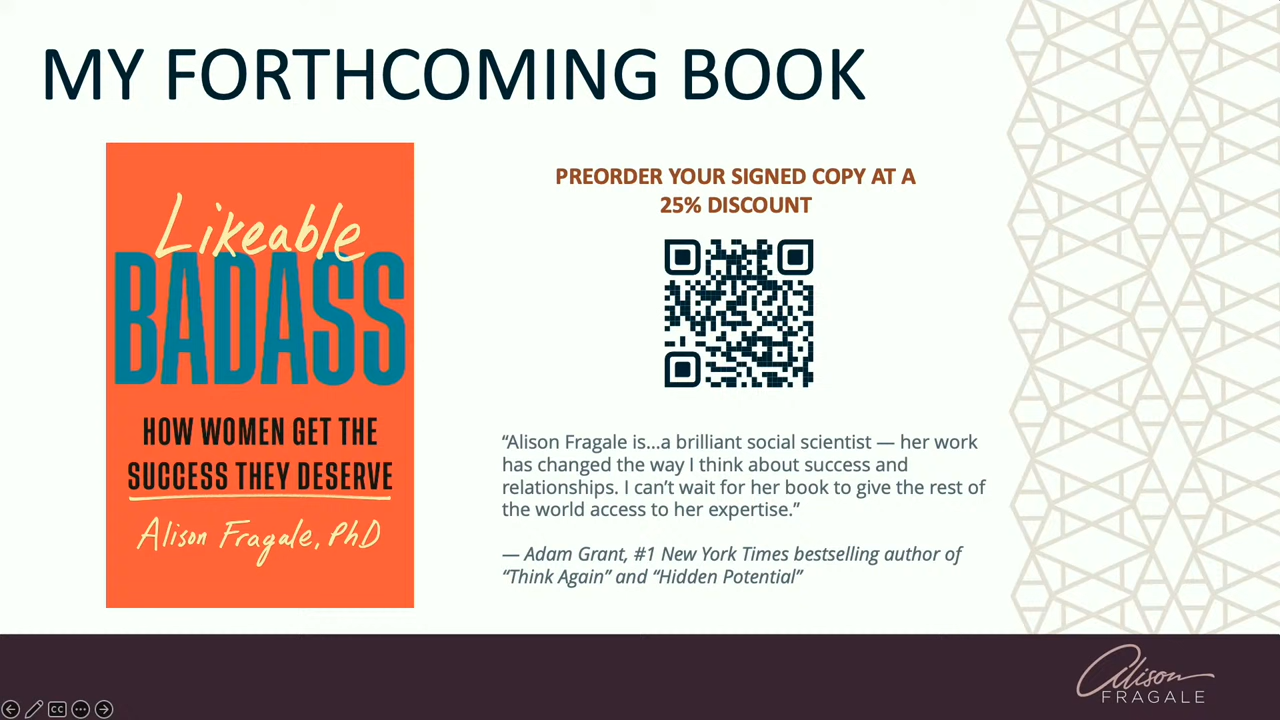 MY FORTHCOMING BOOK
Likeable
BADASS
HOW WOMEN GET THE
SUCCESS THEY DESERVE
Alison Fragale, PhD
PREORDER YOUR SIGNED COPY AT A
25% DISCOUNT
“Alison Fragale is...a brilliant social scientist — her work
has changed the way I think about success and
relationships. I can’t wait for her book to give the rest of
the world access to her expertise.”
— Adam Grant, #1 New York Times bestselling author of
“Think Again” and “Hidden Potential”
Alison
FRAGALE
CC